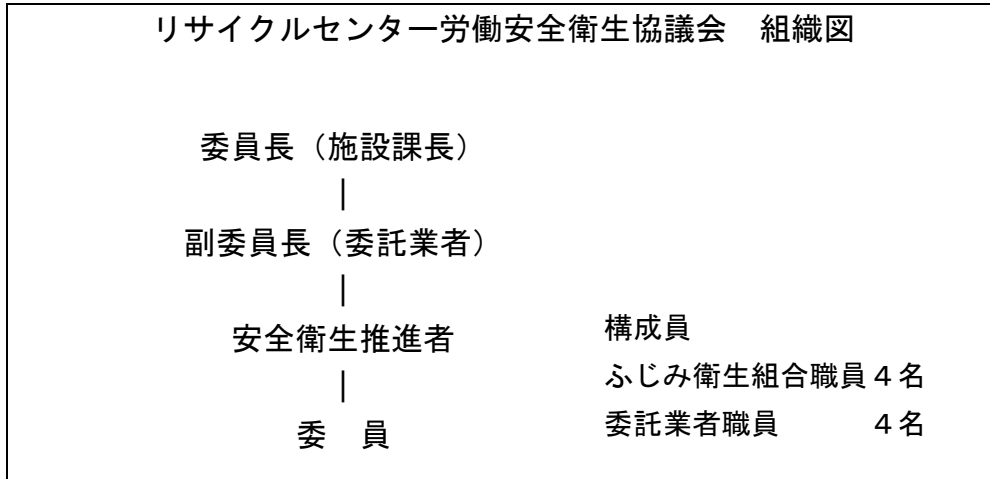 リサイクルセンター労働安全衛生協議会　組織図
委員長（施設課長）
｜
副委員長（委託業者）
｜
安全衛生推進者
｜
委　員
構成員
ふじみ衛生組合職員４名
委託業者職員　　　４名